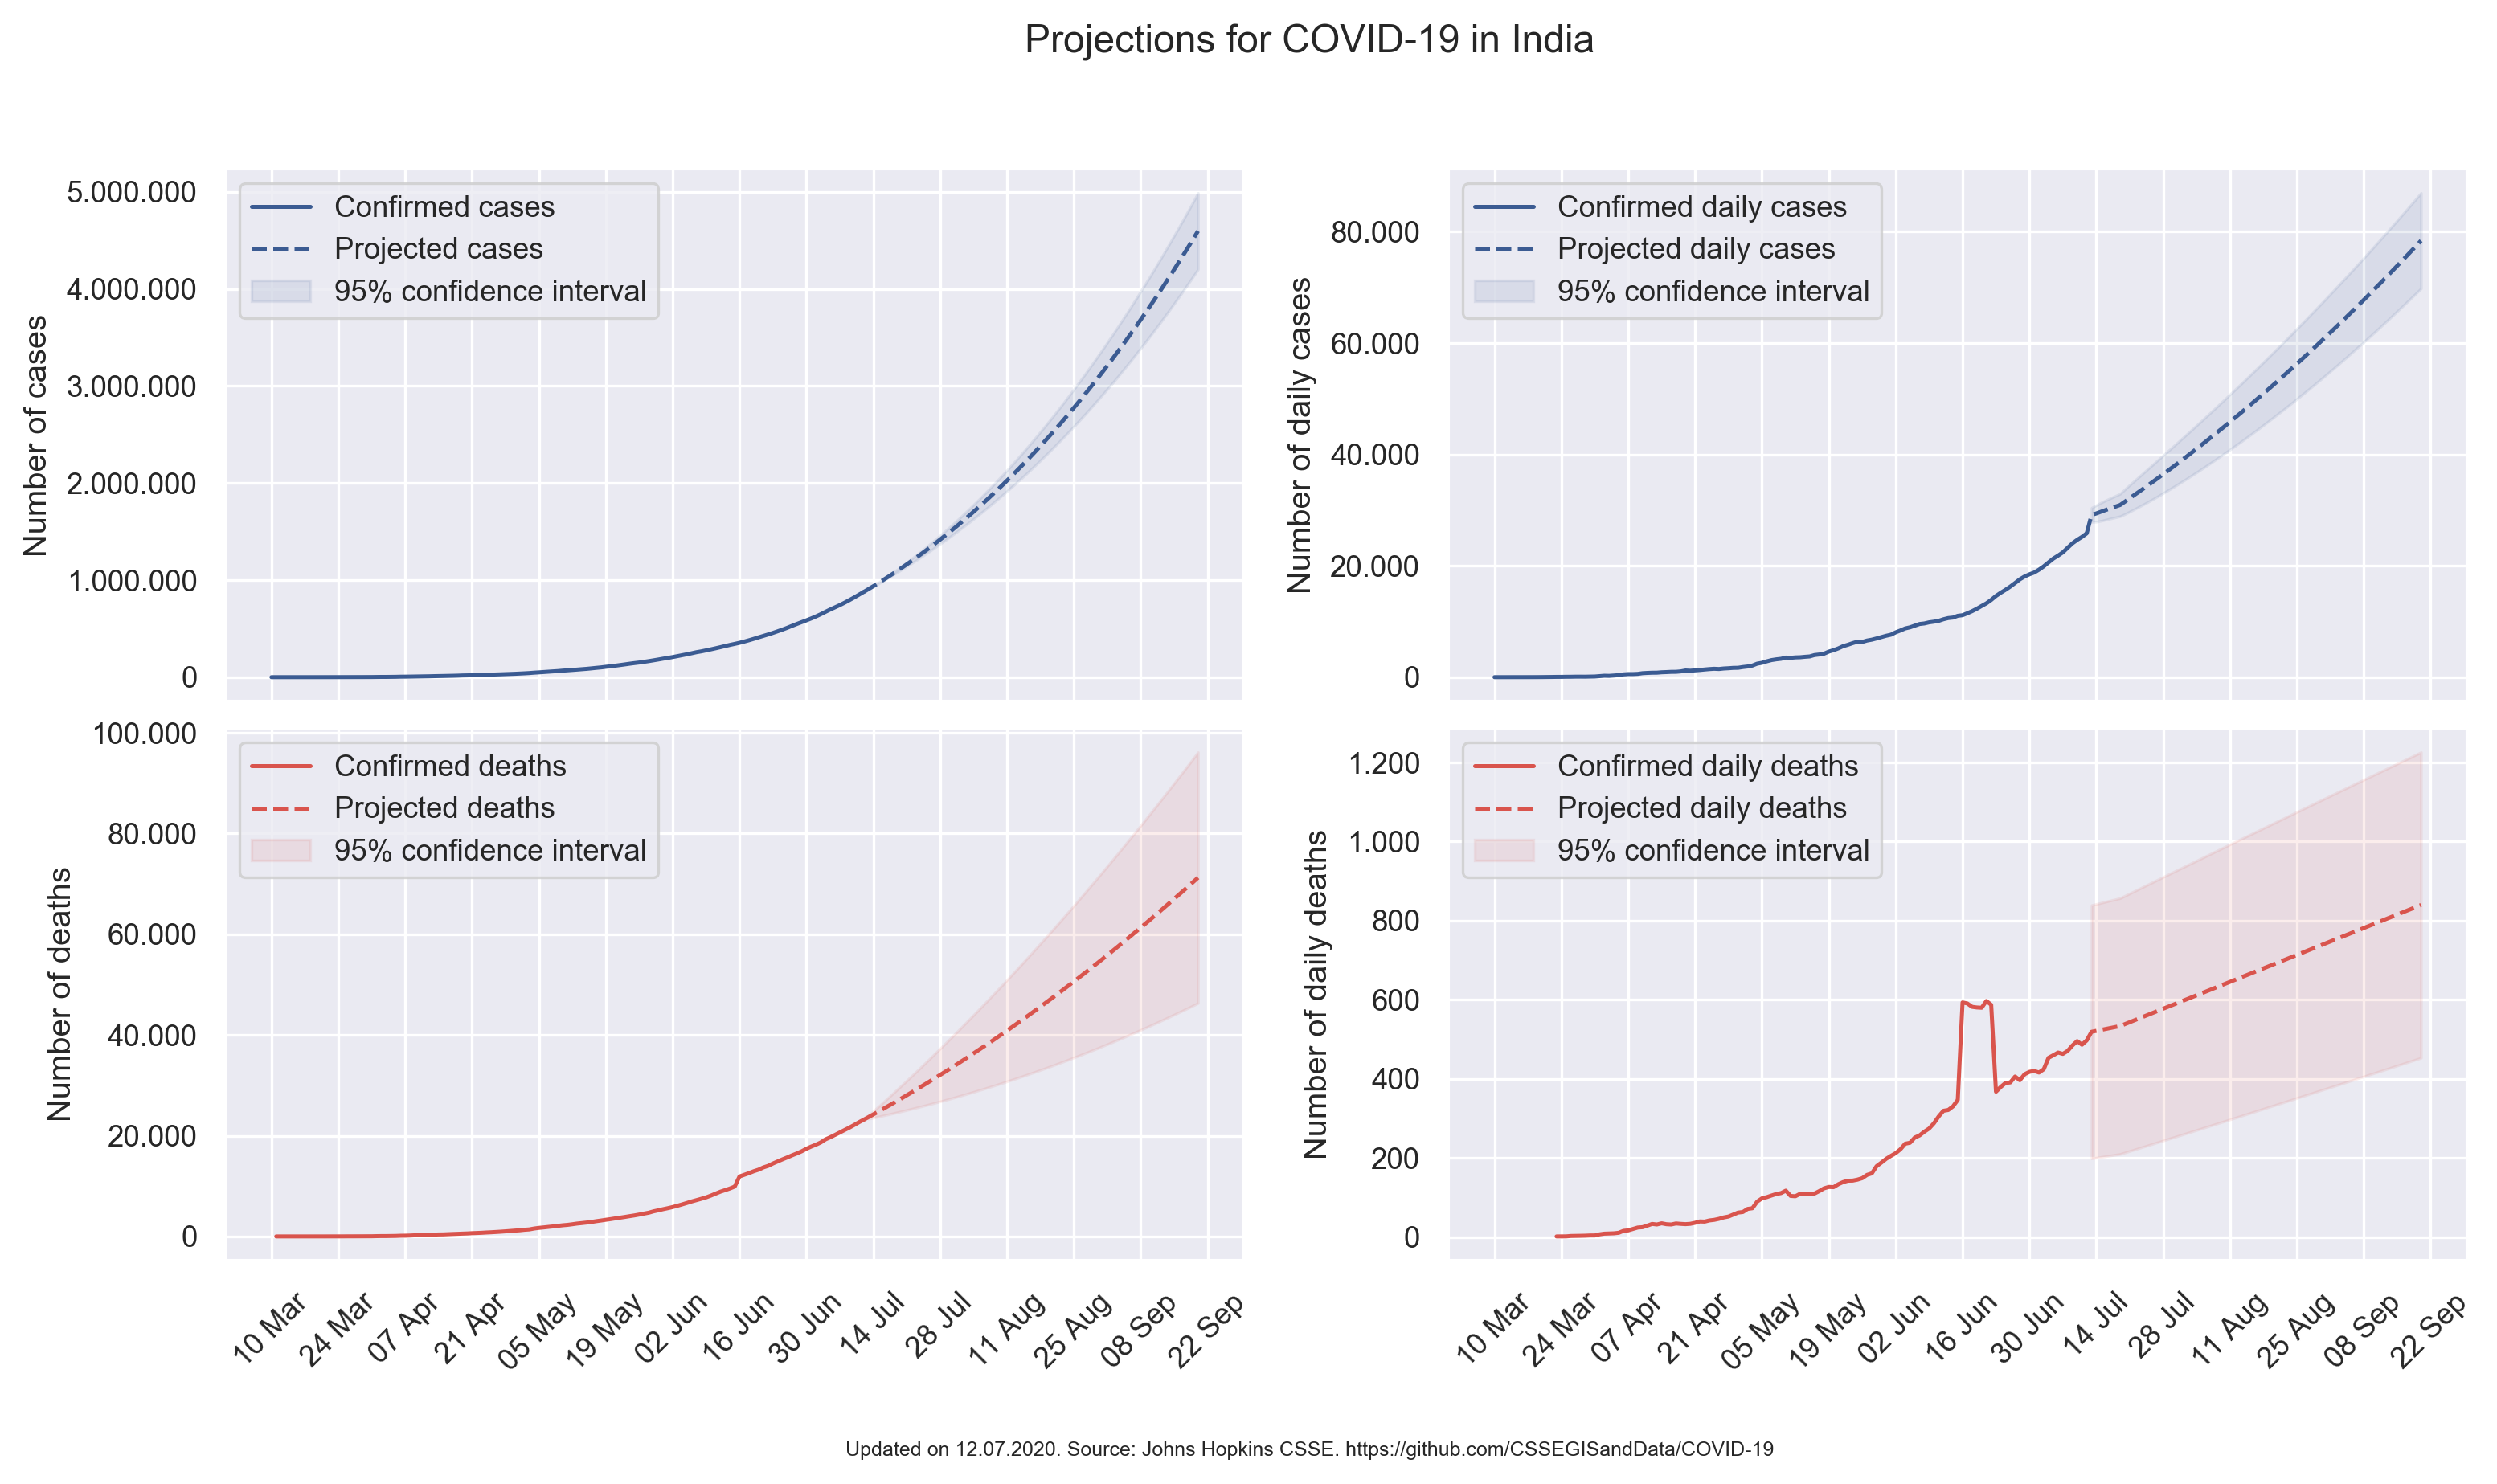 Projections for COVID-19 in India
Number of cases
5.000.000
4.000.000
3.000.000
2.000.000
1.000.000
0
Confirmed cases
Projected cases
95% confidence interval
Number of daily cases
80.000
60.000
40.000
20.000
0
Confirmed daily cases
Projected daily cases
95% confidence interval
Number of deaths
100.000
80.000
60.000
40.000
20.000
0
Confirmed deaths
Projected deaths
95% confidence interval
10 Mar
24 Mar
07 Apr
21 Apr
05 May
19 May
02 Jun
16 Jun
30 Jun
14 Jul
28 Jul
11 Aug
25 Aug
08 Sep
22 Sep
Number of daily deaths
1.200
1.000
800
600
400
200
0
Confirmed daily deaths
Projected daily deaths
95% confidence interval
10 Mar
24 Mar
07 Apr
21 Apr
05 May
19 May
02 Jun
16 Jun
30 Jun
14 Jul
28 Jul
11 Aug
25 Aug
08 Sep
22 Sep
Updated on 12.07.2020. Source: Johns Hopkins CSSE. https://github.com/CSSEGISandData/COVID-19